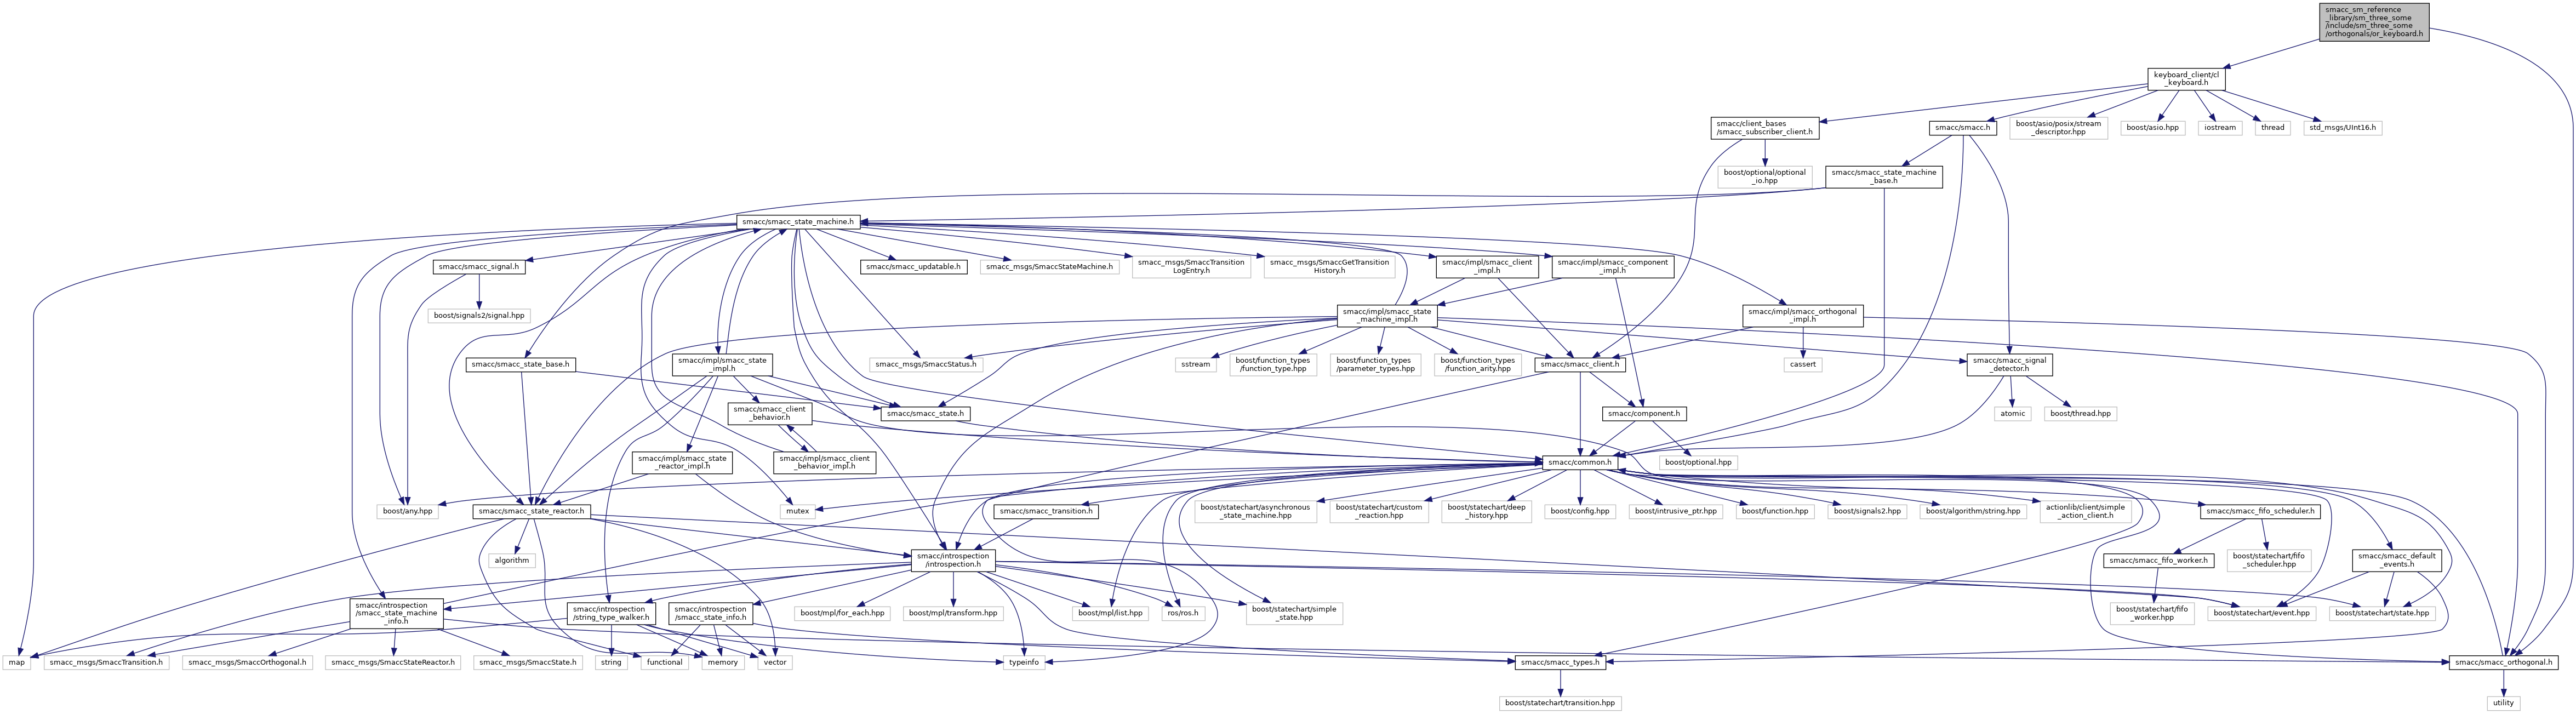 smacc_sm_reference
_library/sm_three_some
/include/sm_three_some
/orthogonals/or_keyboard.h
keyboard_client/cl
_keyboard.h
smacc/client_bases
/smacc_subscriber_client.h
smacc/smacc.h
boost/asio/posix/stream
_descriptor.hpp
boost/asio.hpp
iostream
thread
std_msgs/UInt16.h
boost/optional/optional
_io.hpp
smacc/smacc_state_machine
_base.h
smacc/smacc_state_machine.h
smacc/smacc_signal.h
smacc/smacc_updatable.h
smacc_msgs/SmaccStateMachine.h
smacc_msgs/SmaccTransition
LogEntry.h
smacc_msgs/SmaccGetTransition
History.h
smacc/impl/smacc_client
_impl.h
smacc/impl/smacc_component
_impl.h
boost/signals2/signal.hpp
smacc/impl/smacc_state
_machine_impl.h
smacc/impl/smacc_orthogonal
_impl.h
smacc/smacc_state_base.h
smacc/impl/smacc_state
_impl.h
smacc_msgs/SmaccStatus.h
sstream
boost/function_types
/function_type.hpp
boost/function_types
/parameter_types.hpp
boost/function_types
/function_arity.hpp
smacc/smacc_client.h
cassert
smacc/smacc_signal
_detector.h
smacc/smacc_client
_behavior.h
smacc/smacc_state.h
smacc/component.h
atomic
boost/thread.hpp
smacc/impl/smacc_state
_reactor_impl.h
smacc/impl/smacc_client
_behavior_impl.h
smacc/common.h
boost/optional.hpp
boost/any.hpp
smacc/smacc_state_reactor.h
mutex
smacc/smacc_transition.h
boost/statechart/asynchronous
_state_machine.hpp
boost/statechart/custom
_reaction.hpp
boost/statechart/deep
_history.hpp
boost/config.hpp
boost/intrusive_ptr.hpp
boost/function.hpp
boost/signals2.hpp
boost/algorithm/string.hpp
actionlib/client/simple
_action_client.h
smacc/smacc_fifo_scheduler.h
algorithm
smacc/introspection
/introspection.h
smacc/smacc_fifo_worker.h
boost/statechart/fifo
_scheduler.hpp
smacc/smacc_default
_events.h
smacc/introspection
/smacc_state_machine
_info.h
smacc/introspection
/string_type_walker.h
smacc/introspection
/smacc_state_info.h
boost/mpl/for_each.hpp
boost/mpl/transform.hpp
boost/mpl/list.hpp
ros/ros.h
boost/statechart/simple
_state.hpp
boost/statechart/fifo
_worker.hpp
boost/statechart/event.hpp
boost/statechart/state.hpp
map
smacc_msgs/SmaccTransition.h
smacc_msgs/SmaccOrthogonal.h
smacc_msgs/SmaccStateReactor.h
smacc_msgs/SmaccState.h
string
functional
memory
vector
typeinfo
smacc/smacc_types.h
smacc/smacc_orthogonal.h
boost/statechart/transition.hpp
utility